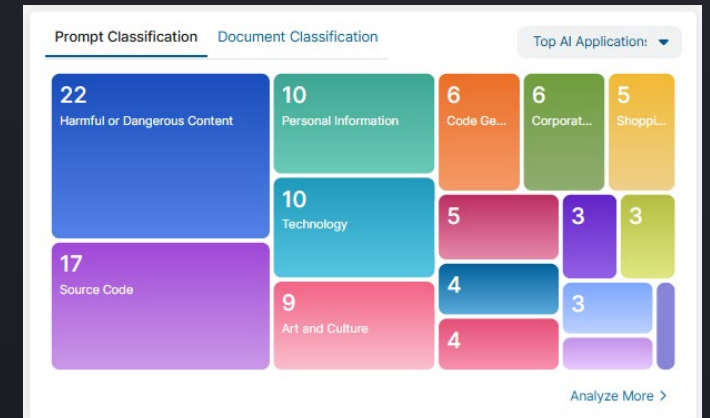 Prompt Classification
Document Classification
Top AI Applications
22
Harmful or Dangerous Content
10
Personal Information
6
Code Ge...
6
Corporat...
5
Shoppi...
10
Technology
5
3
3
17
Source Code
9
Art and Culture
4
3
4
Analyze More >